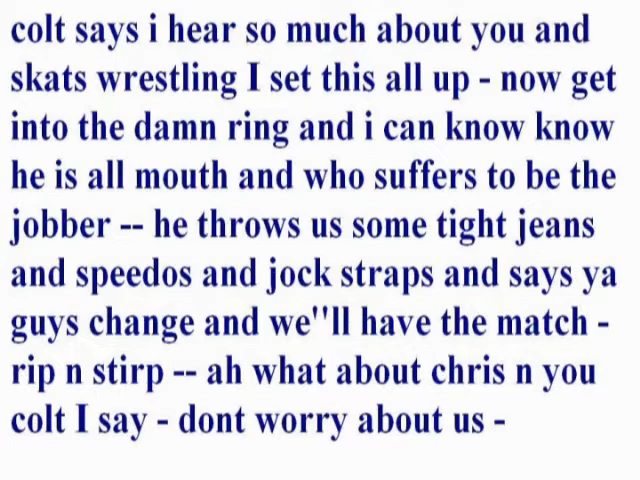 colt says i hear so much about you and
skats wrestling I set this all up - now get
into the damn ring and i can know know
he is all mouth and who suffers to be the
jobber -- he throws us some tight jeans
and speedos and jock straps and says ya
guys change and we"ll have the match -
rip n stirp -- ah what about chris n you
colt I say - dont worry about us -